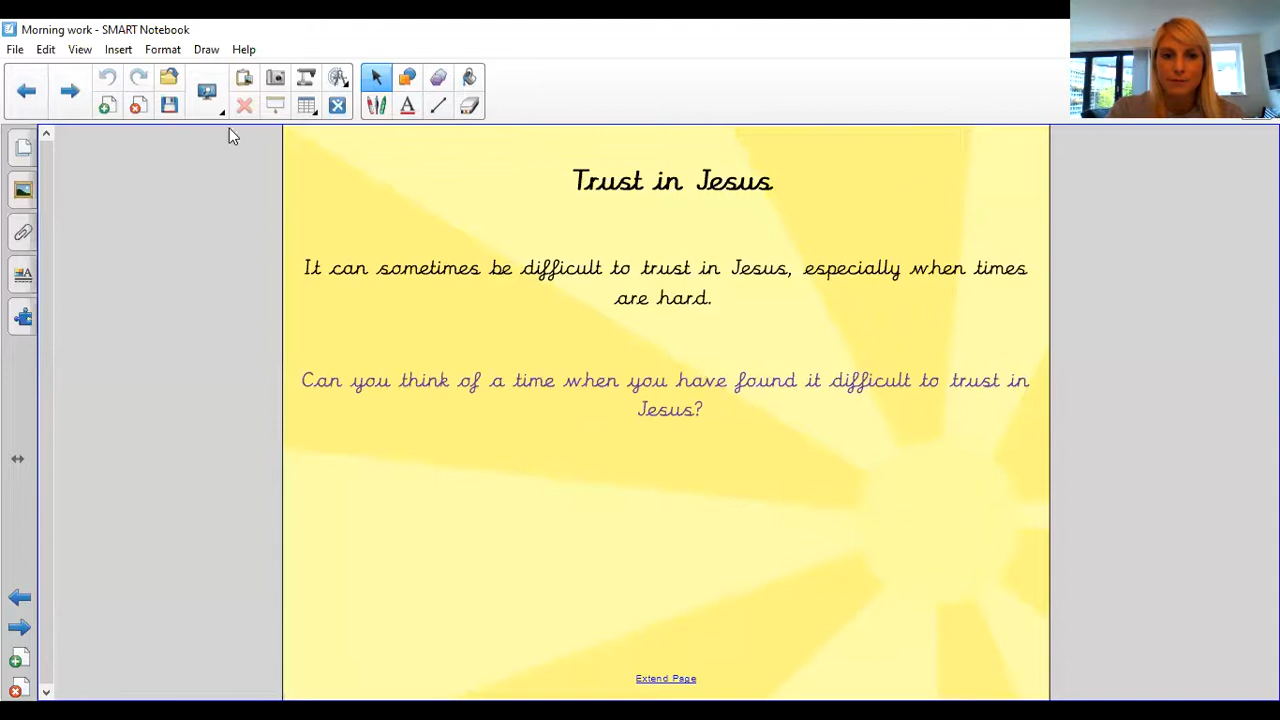 Morning work - SMART Notebook
File Edit View Insert Format Draw Help
Trust in Jesus
It can sometimes be difficult to trust in Jesus, especially when times
are hard.
Can you think of a time when you have found it difficult to trust in
Jesus?
Extend Page